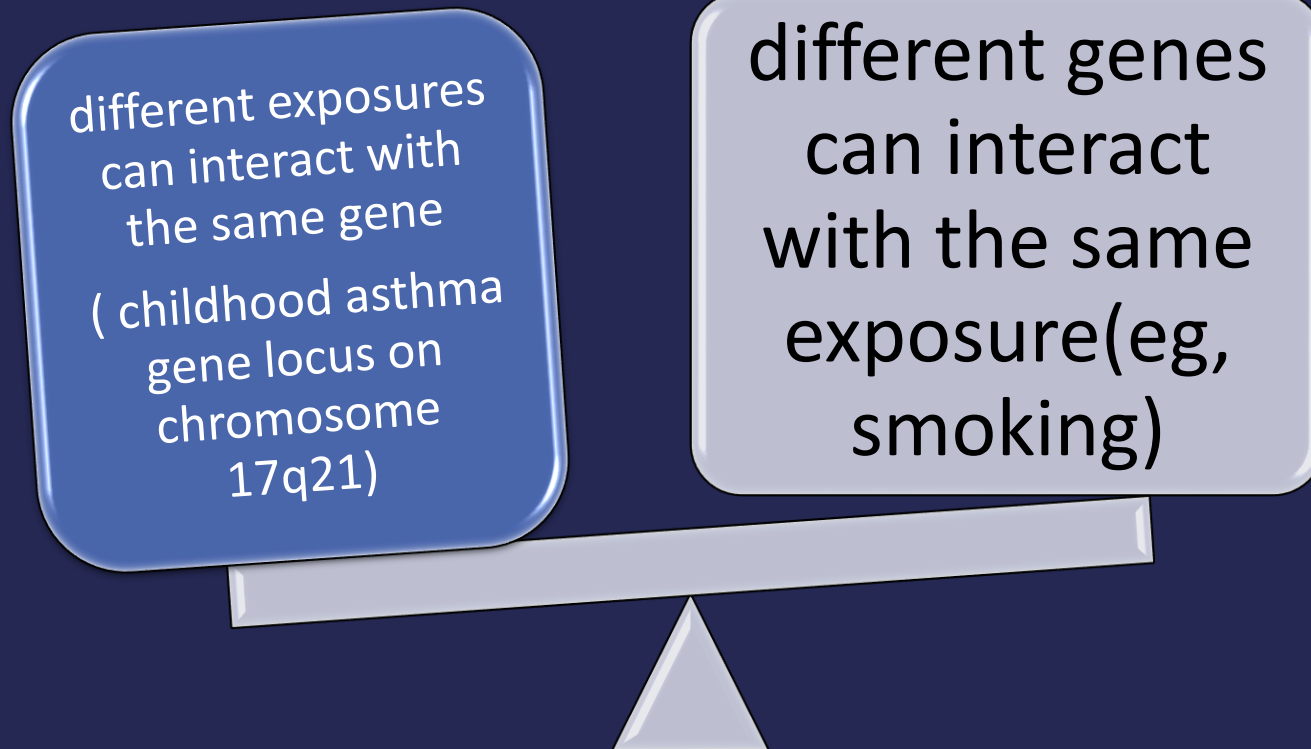 different exposures
can interact with
the same gene
( childhood asthma
gene locus on
chromosome
17q21)
different genes
can interact
with the same
exposure(eg,
smoking)